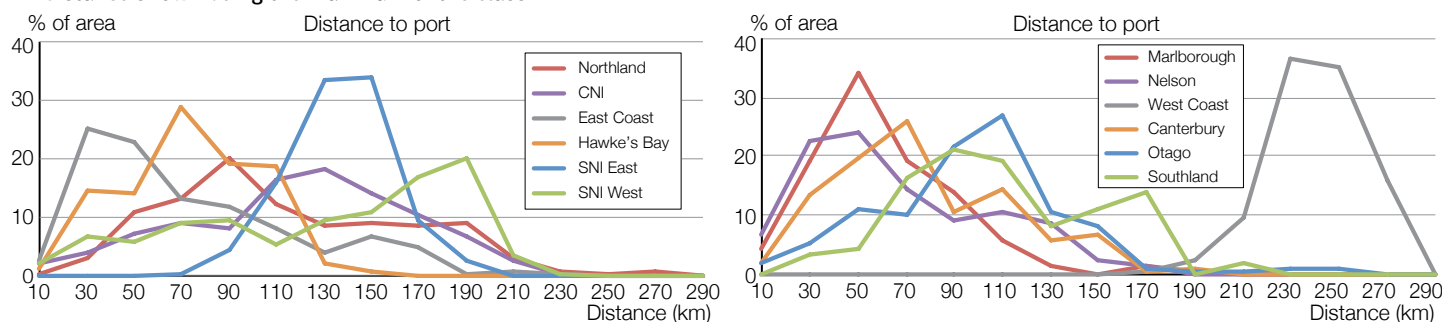 % of area
Distance to port
40
30
20
10
0
Northland
CNI
East Coast
Hawke's Bay
SNI East
SNI West
10 30 50 70 90 110 130 150 170 190 210 230 250 270 290
Distance (km)
% of area
Distance to port
40
30
20
10
0
Marlborough
Nelson
West Coast
Canterbury
Otago
Southland
10 30 50 70 90 110 130 150 170 190 210 230 250 270 290
Distance (km)